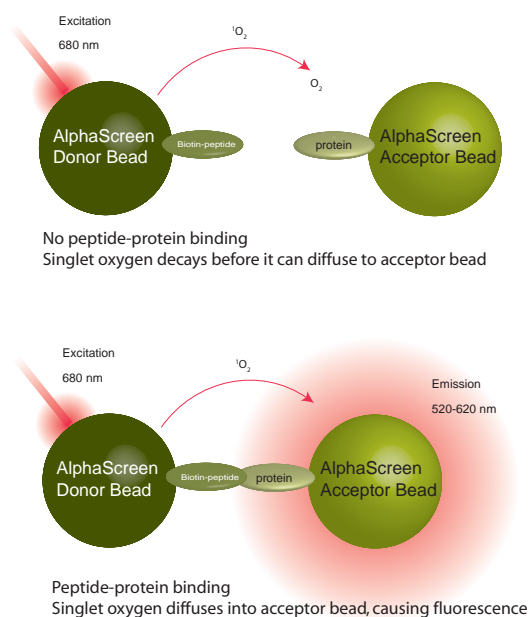 Excitation
680 nm
¹O₂
O₂
AlphaScreen
Donor Bead
Biotin-peptide
protein
AlphaScreen
Acceptor Bead
No peptide-protein binding
Singlet oxygen decays before it can diffuse to acceptor bead
Excitation
680 nm
¹O₂
Emission
520-620 nm
AlphaScreen
Donor Bead
Biotin-peptide
protein
AlphaScreen
Acceptor Bead
Peptide-protein binding
Singlet oxygen diffuses into acceptor bead, causing fluorescence